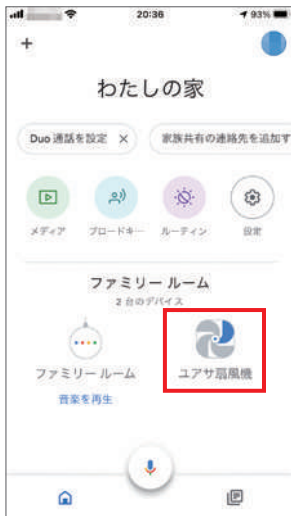 20:36
93%
+
わたしの家
Duo 通話を設定 ×
家族共有の連絡先を追加す
メディア
ブロードキ…
ルーティン
設定
ファミリー ルーム
2 台のデバイス
ファミリー ルーム
ユアサ扇風機
音楽を再生